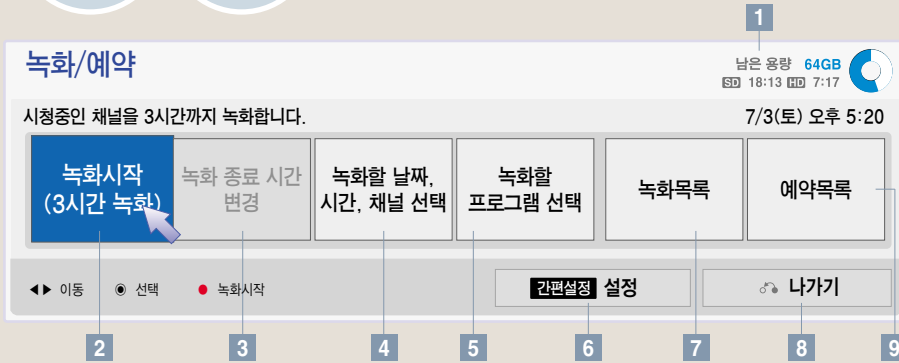 1
녹화/예약
남은 용량 64GB
SD 18:13 HD 7:17
시청중인 채널을 3시간까지 녹화합니다.
7/3(토) 오후 5:20
녹화시작
(3시간 녹화)
녹화 종료 시간
변경
녹화할 날짜,
시간, 채널 선택
녹화할
프로그램 선택
녹화목록
예약목록
◀▶ 이동 ◉ 선택 ● 녹화시작
간편설정 설정
나가기
2 3 4 5 6 7 8 9